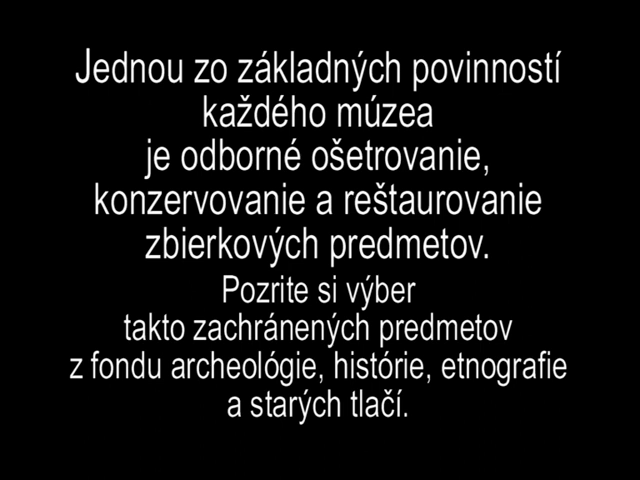 Jednou zo základných povinností
každého múzea
je odborné ošetrovanie,
konzervovanie a reštaurovanie
zbierkových predmetov.
Pozrite si výber
takto zachránených predmetov
z fondu archeológie, histórie, etnografie
a starých tlačí.